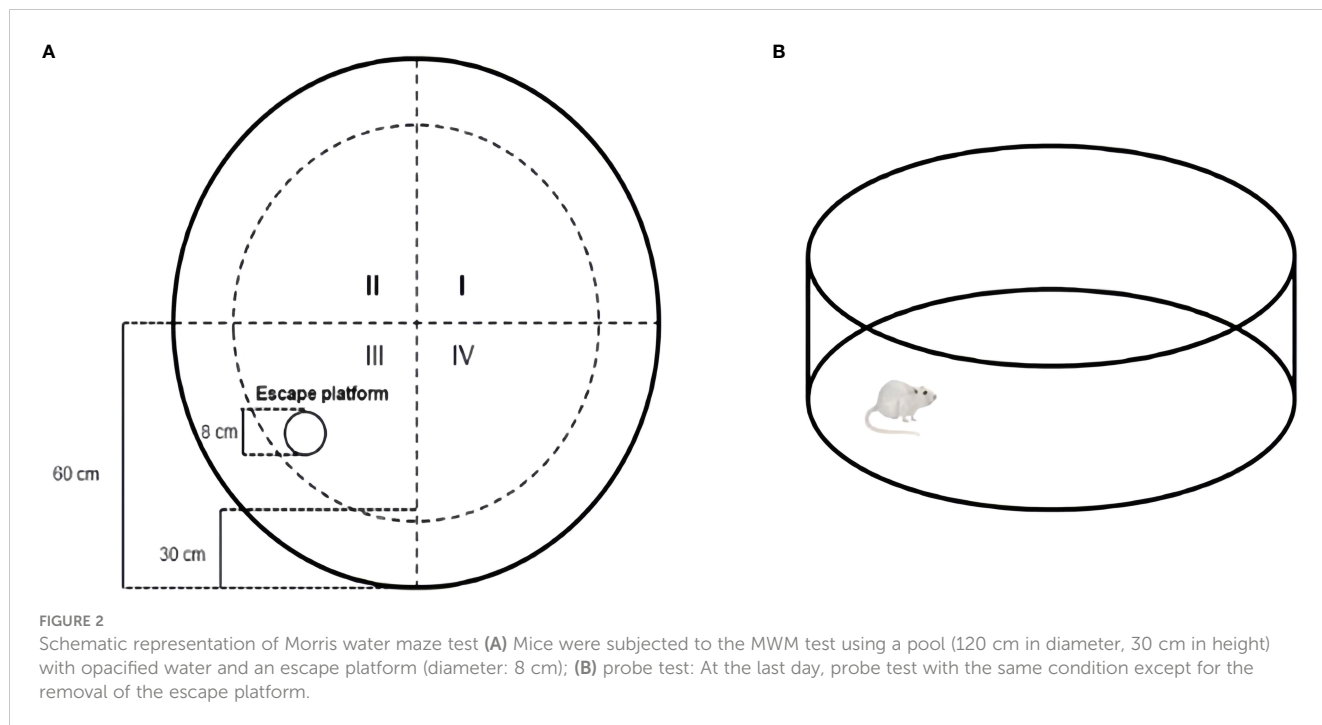 A
B
II
I
III
IV
Escape platform
8 cm
60 cm
30 cm
FIGURE 2
Schematic representation of Morris water maze test (A) Mice were subjected to the MWM test using a pool (120 cm in diameter, 30 cm in height)
with opacified water and an escape platform (diameter: 8 cm); (B) probe test: At the last day, probe test with the same condition except for the
removal of the escape platform.